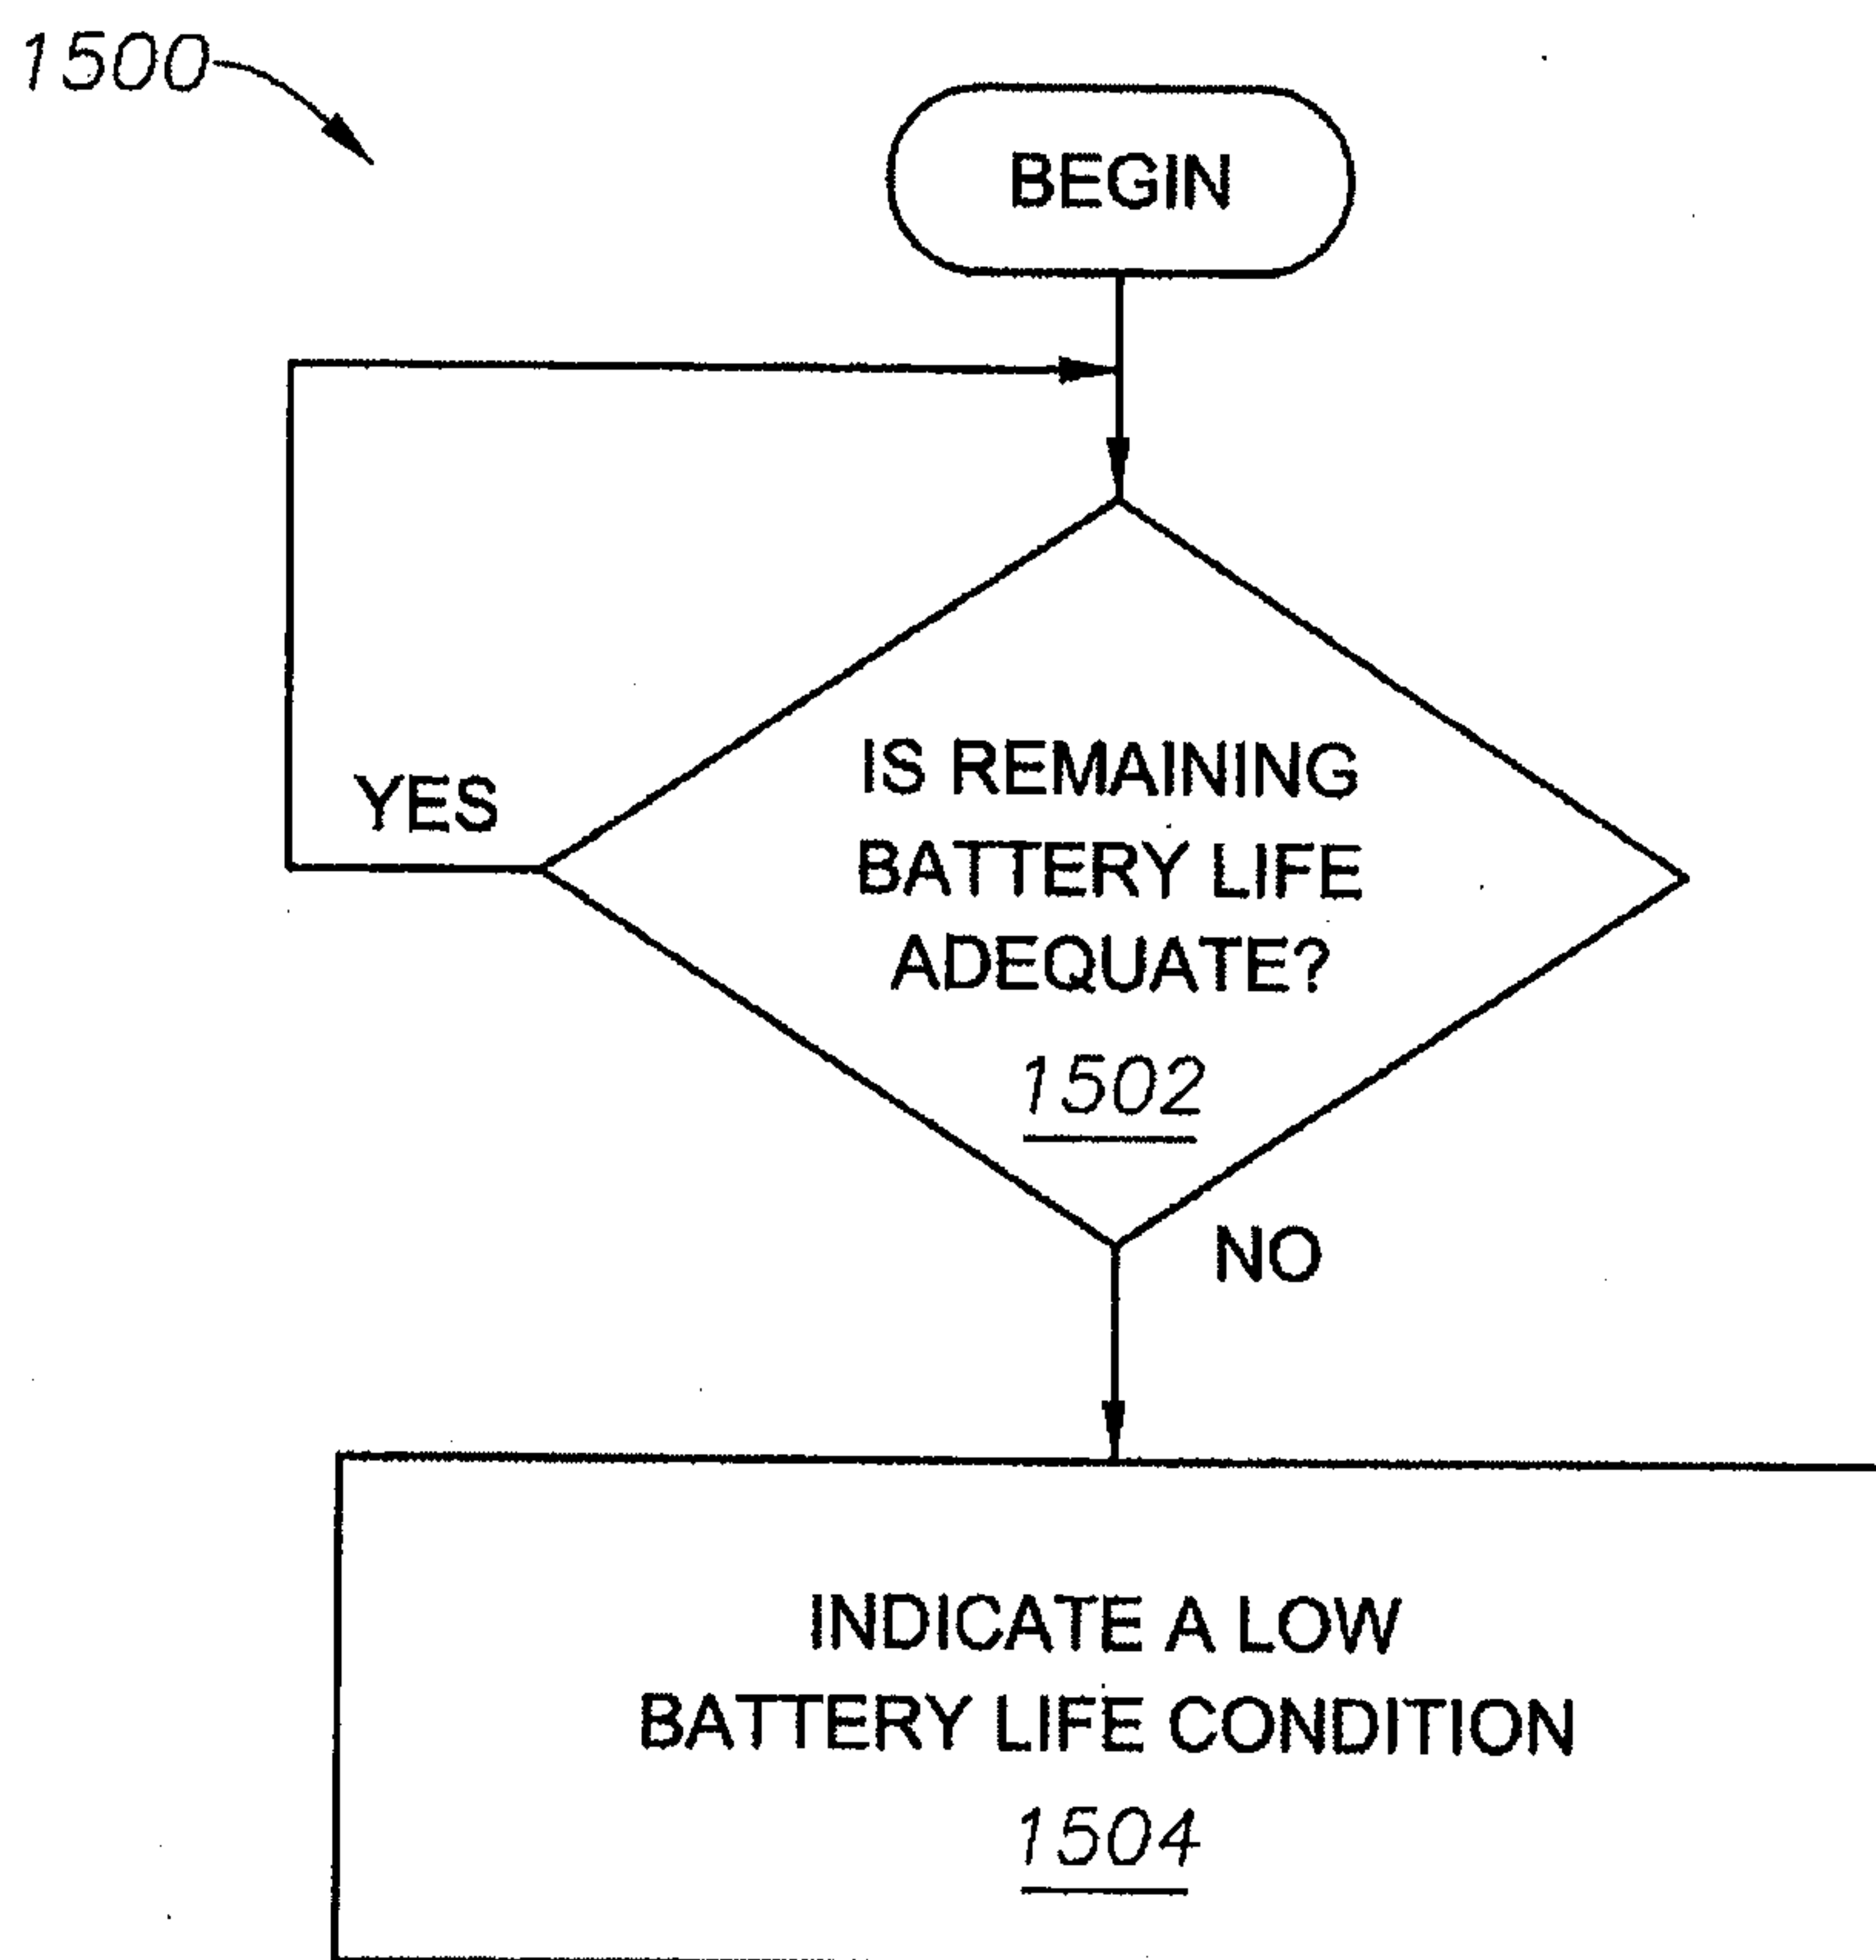 1500
BEGIN
YES
IS REMAINING
BATTERY LIFE
ADEQUATE?
1502
NO
INDICATE A LOW
BATTERY LIFE CONDITION
1504